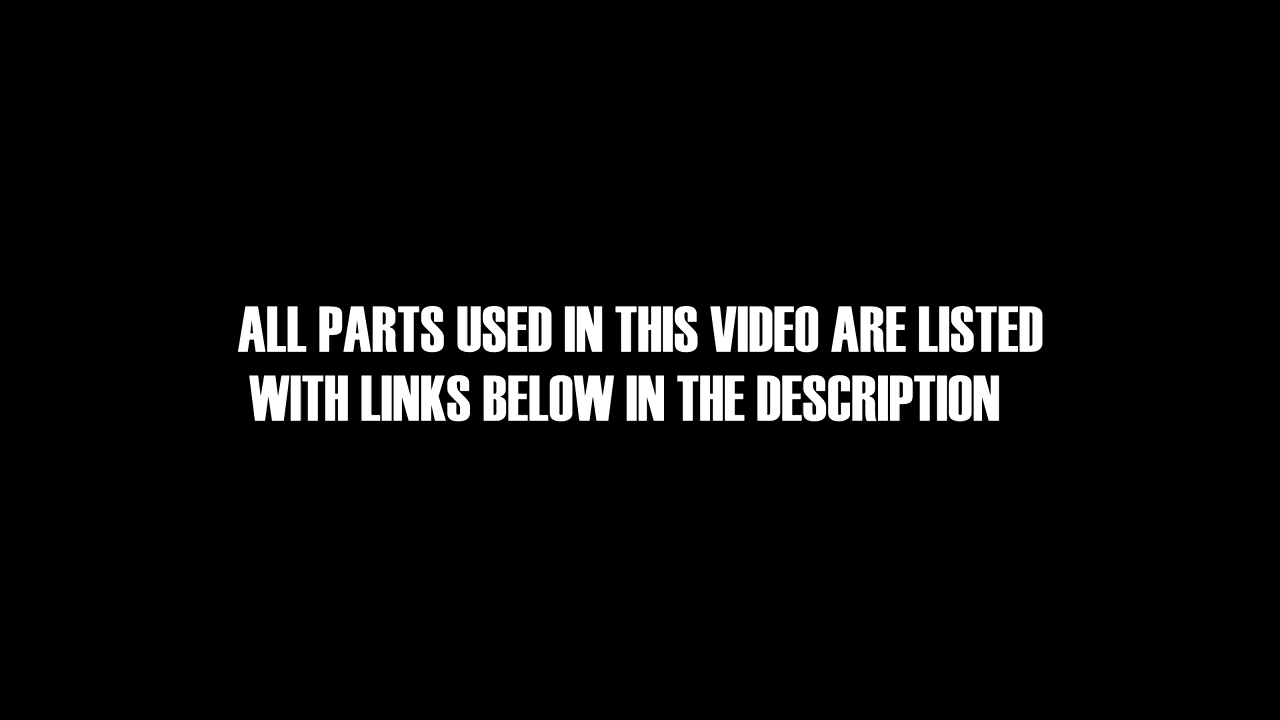 ALL PARTS USED IN THIS VIDEO ARE LISTED
WITH LINKS BELOW IN THE DESCRIPTION